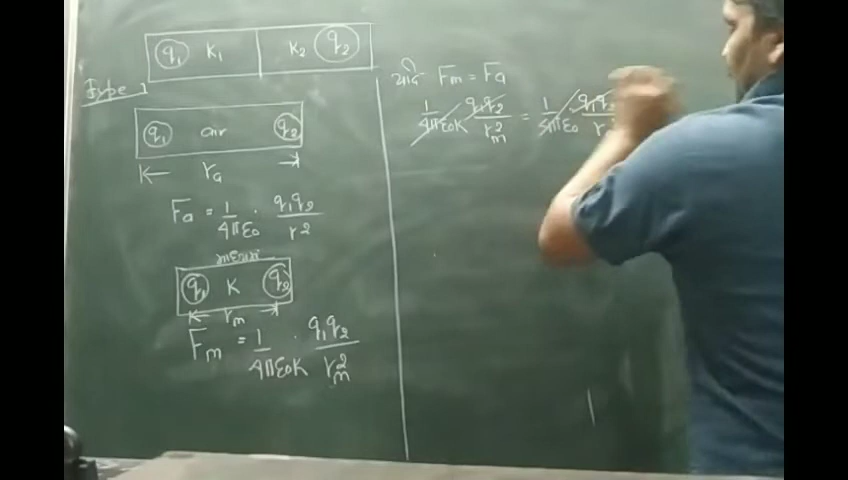 q₁ K₁ K₂ q₂
Type 1
q₁ air q₂
rₐ
Fₐ = 1/4πε₀ · q₁q₂/r²
माध्यम
q₁ K q₂
rₘ
Fₘ = 1/4πε₀K · q₁q₂/rₘ²
यदि Fₘ = Fₐ
1/4πε₀K q₁q₂/rₘ² = 1/4πε₀ q₁q₂/r